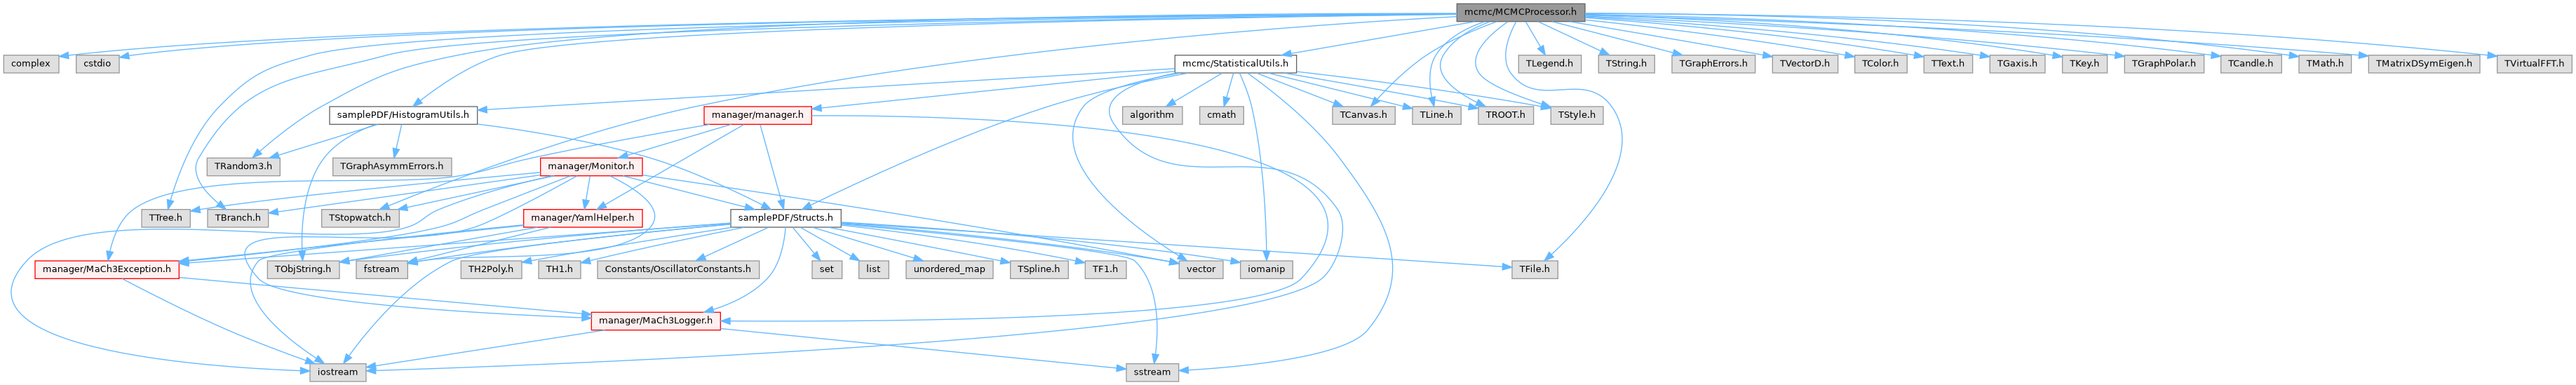 mcmc/MCMCProcessor.h
complex
cstdio
mcmc/StatisticalUtils.h
TLegend.h
TString.h
TGraphErrors.h
TVectorD.h
TColor.h
TText.h
TGaxis.h
TKey.h
TGraphPolar.h
TCandle.h
TMath.h
TMatrixDSymEigen.h
TVirtualFFT.h
samplePDF/HistogramUtils.h
manager/manager.h
algorithm
cmath
TCanvas.h
TLine.h
TROOT.h
TStyle.h
TRandom3.h
TGraphAsymmErrors.h
manager/Monitor.h
TTree.h
TBranch.h
TStopwatch.h
manager/YamlHelper.h
samplePDF/Structs.h
manager/MaCh3Exception.h
TObjString.h
fstream
TH2Poly.h
TH1.h
Constants/OscillatorConstants.h
set
list
unordered_map
TSpline.h
TF1.h
vector
iomanip
TFile.h
manager/MaCh3Logger.h
iostream
sstream